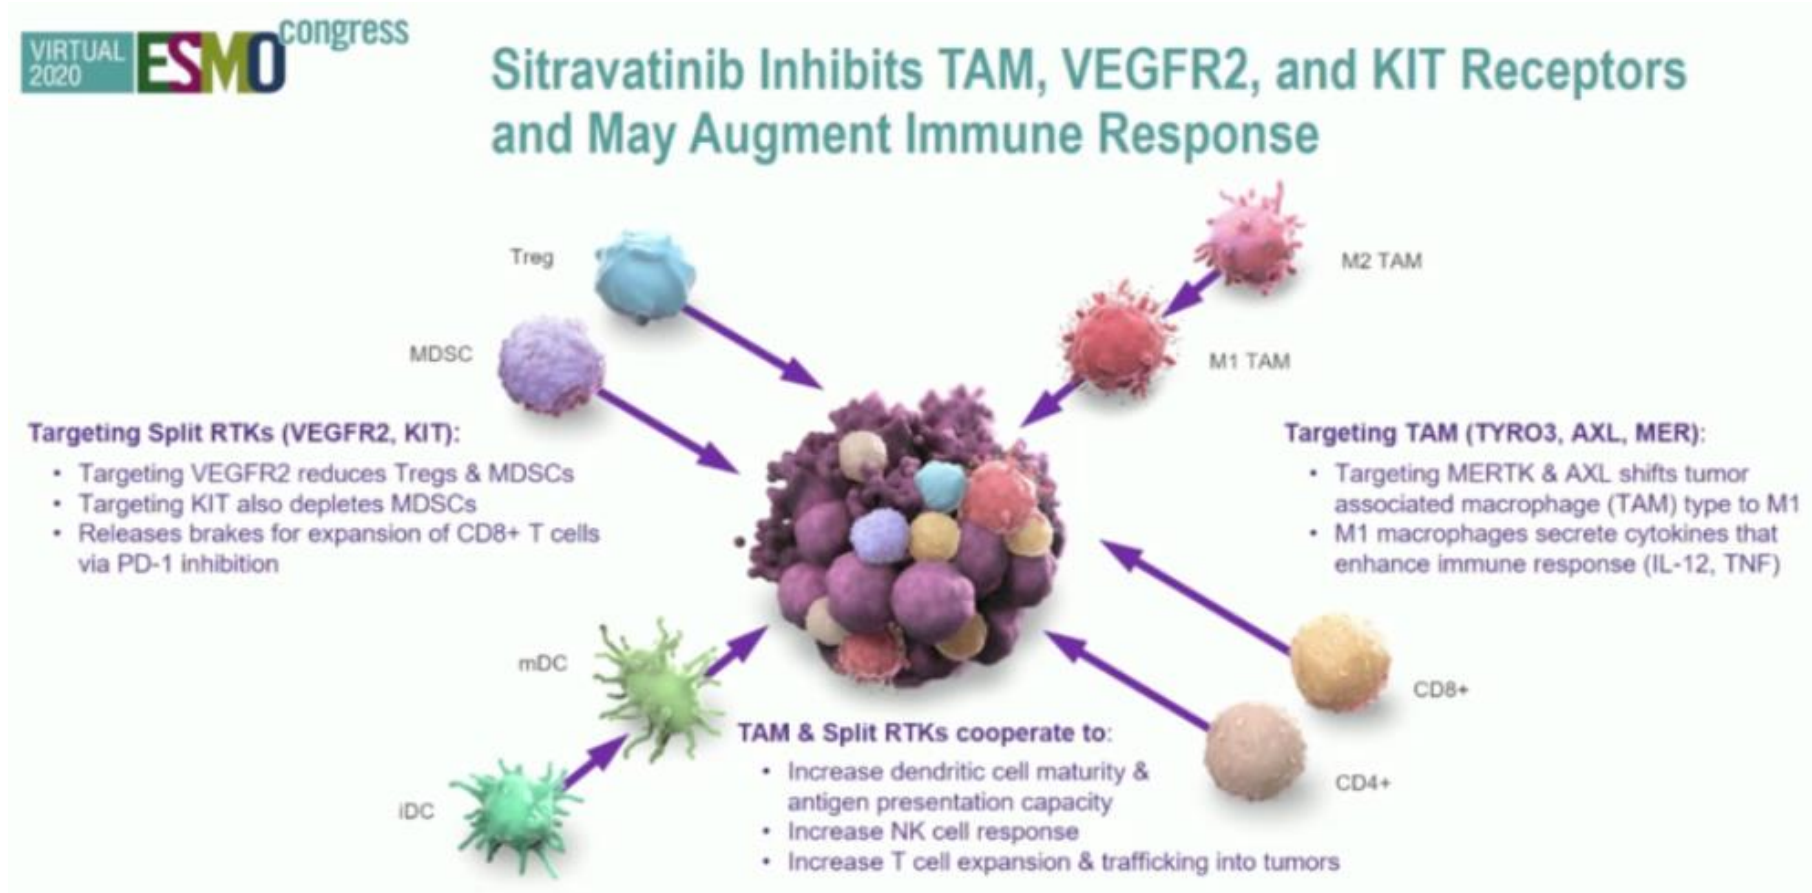 VIRTUAL
2020
ESMO
congress
Sitravatinib Inhibits TAM, VEGFR2, and KIT Receptors
and May Augment Immune Response
Treg
M2 TAM
MDSC
M1 TAM
Targeting Split RTKs (VEGFR2, KIT):
• Targeting VEGFR2 reduces Tregs & MDSCs
• Targeting KIT also depletes MDSCs
• Releases brakes for expansion of CD8+ T cells
via PD-1 inhibition
Targeting TAM (TYRO3, AXL, MER):
• Targeting MERTK & AXL shifts tumor
associated macrophage (TAM) type to M1
• M1 macrophages secrete cytokines that
enhance immune response (IL-12, TNF)
mDC
iDC
CD8+
CD4+
TAM & Split RTKs cooperate to:
• Increase dendritic cell maturity &
antigen presentation capacity
• Increase NK cell response
• Increase T cell expansion & trafficking into tumors